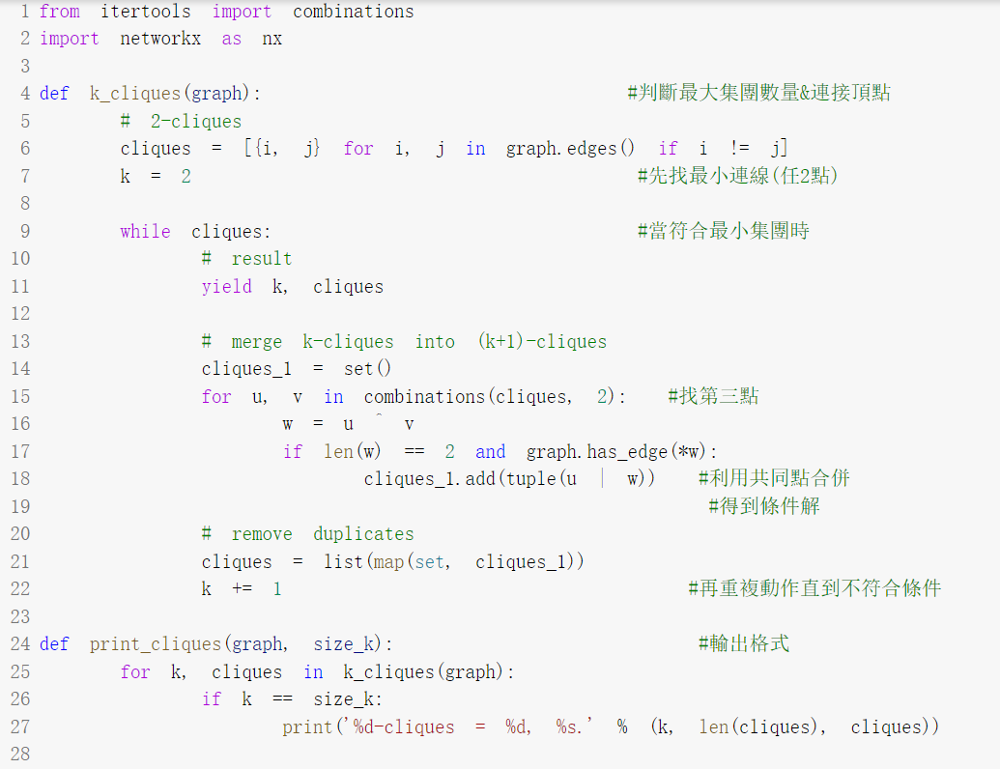 1 from itertools import combinations
2 import networkx as nx
3
4 def k_cliques(graph): #判斷最大集團數量&連接頂點
5 # 2-cliques
6 cliques = [{i, j} for i, j in graph.edges() if i != j]
7 k = 2 #先找最小連線(任2點)
8
9 while cliques: #當符合最小集團時
10 # result
11 yield k, cliques
12
13 # merge k-cliques into (k+1)-cliques
14 cliques_1 = set()
15 for u, v in combinations(cliques, 2): #找第三點
16 w = u ^ v
17 if len(w) == 2 and graph.has_edge(*w):
18 cliques_1.add(tuple(u | w)) #利用共同點合併
19 #得到條件解
20 # remove duplicates
21 cliques = list(map(set, cliques_1))
22 k += 1 #再重複動作直到不符合條件
23
24 def print_cliques(graph, size_k): #輸出格式
25 for k, cliques in k_cliques(graph):
26 if k == size_k:
27 print('%d-cliques = %d, %s.' % (k, len(cliques), cliques))
28